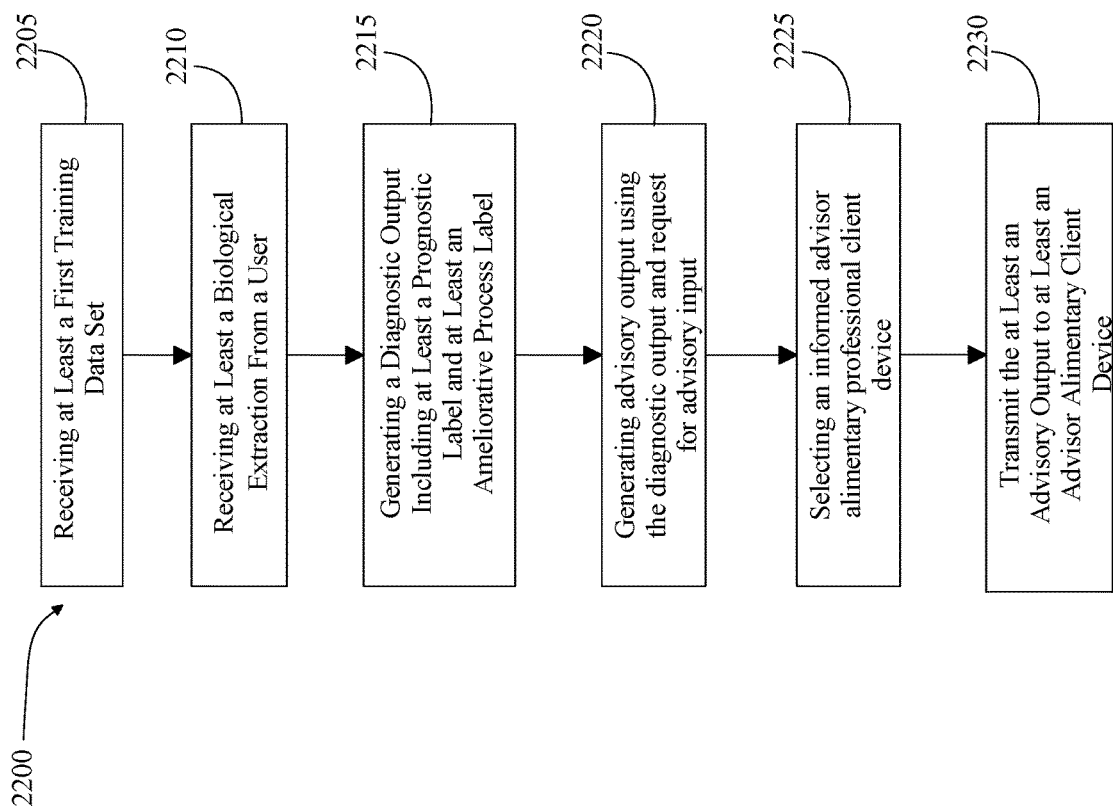 2200
2205
Receiving at Least a First Training
Data Set
2210
Receiving at Least a Biological
Extraction From a User
2215
Generating a Diagnostic Output
Including at Least a Prognostic
Label and at Least an
Ameliorative Process Label
2220
Generating advisory output using
the diagnostic output and request
for advisory input
2225
Selecting an informed advisor
alimentary professional client
device
2230
Transmit the at Least an
Advisory Output to at Least an
Advisor Alimentary Client
Device